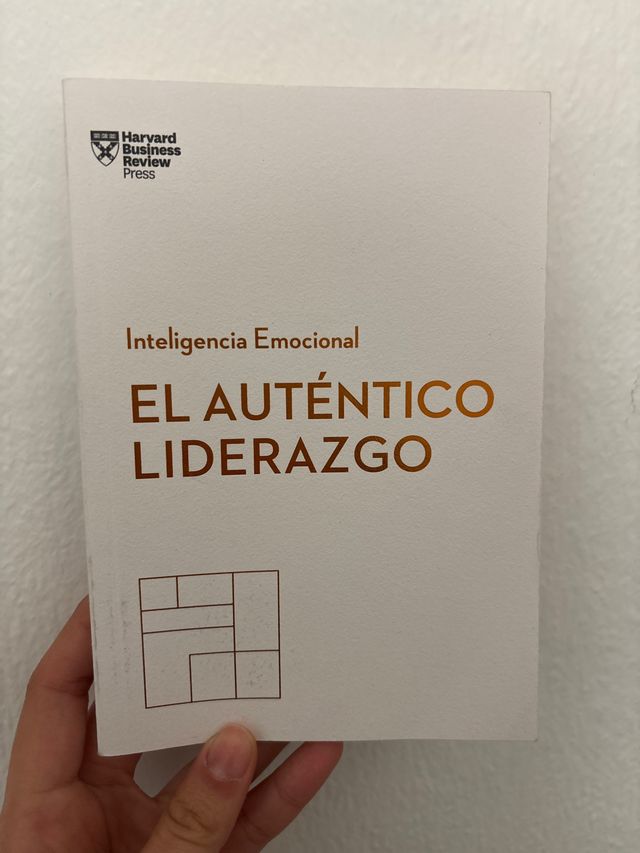 Harvard
Business
Review
Press
Inteligencia Emocional
EL AUTÉNTICO
LIDERAZGO